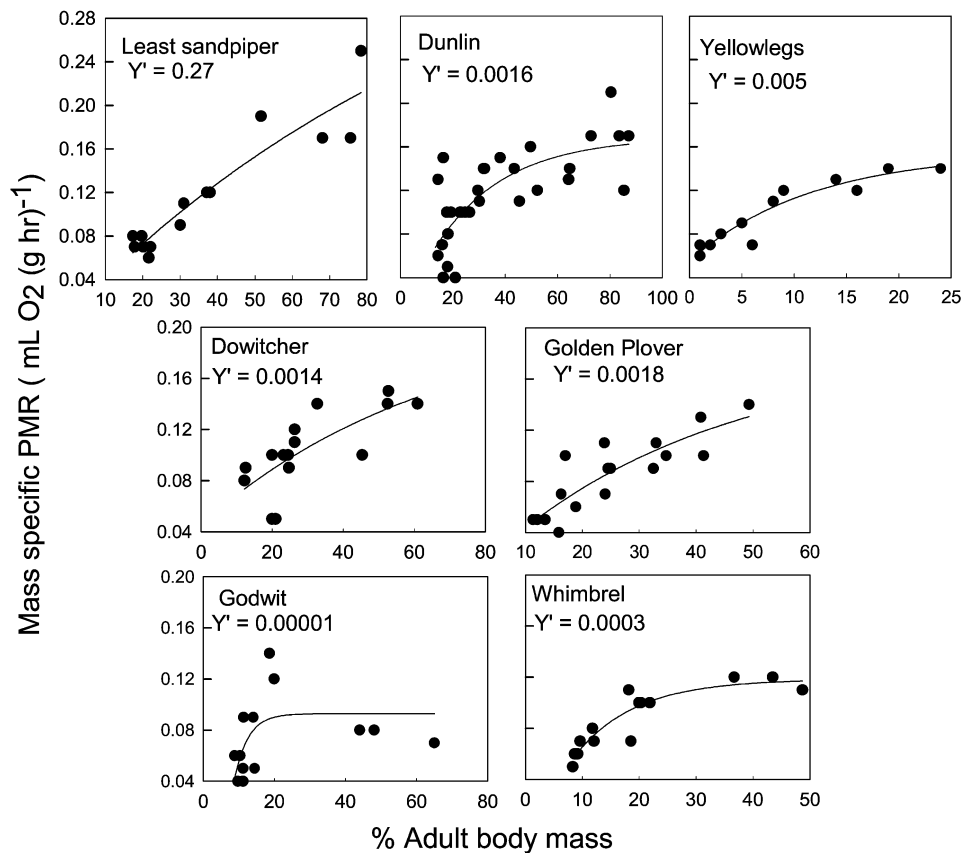 Mass specific PMR ( mL O2 (g hr)-1
0.28
0.24
0.20
0.16
0.12
0.08
0.04
Least sandpiper
Y' = 0.27
10 20 30 40 50 60 70 80
Dunlin
Y' = 0.0016
0 20 40 60 80 100
Yellowlegs
Y' = 0.005
0 5 10 15 20 25
0.20
0.16
0.12
0.08
0.04
Dowitcher
Y' = 0.0014
0 20 40 60 80
Golden Plover
Y' = 0.0018
10 20 30 40 50 60
0.20
0.16
0.12
0.08
0.04
Godwit
Y' = 0.00001
0 20 40 60 80
Whimbrel
Y' = 0.0003
0 10 20 30 40 50
% Adult body mass